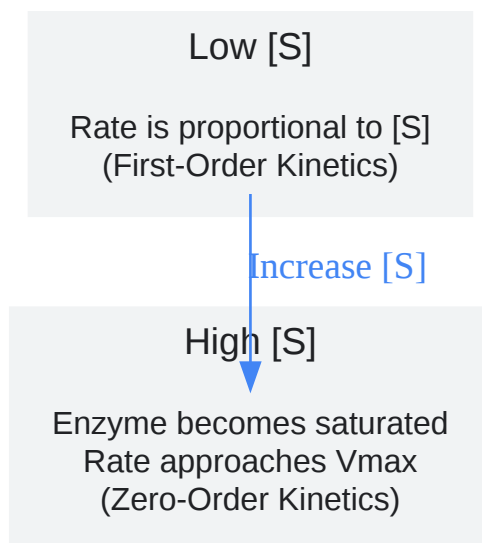 Low [S]
Rate is proportional to [S]
(First-Order Kinetics)
Increase [S]
High [S]
Enzyme becomes saturated
Rate approaches Vmax
(Zero-Order Kinetics)